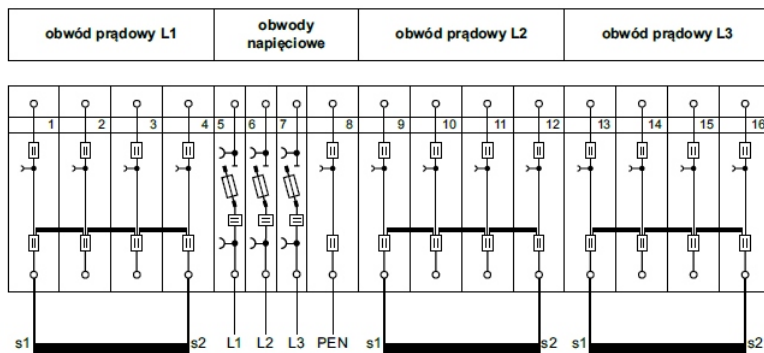 obwód prądowy L1
obwody
napięciowe
obwód prądowy L2
obwód prądowy L3
1 2 3 4 5 6 7 8 9 10 11 12 13 14 15 16
s1 s2 L1 L2 L3 PEN s1 s2 s1 s2